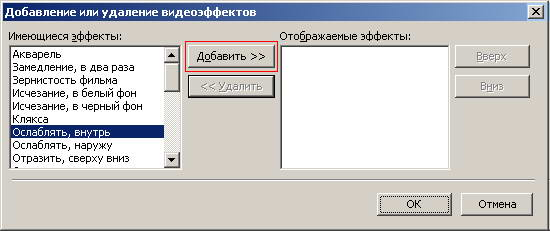 Добавление или удаление видеоэффектов
Имеющиеся эффекты:
Отображаемые эффекты:
Акварель
Замедление, в два раза
Зернистость фильма
Исчезание, в белый фон
Исчезание, в черный фон
Клякса
Ослаблять, внутрь
Ослаблять, наружу
Отразить, сверху вниз
Добавить >>
<< Удалить
Вверх
Вниз
ОК
Отмена